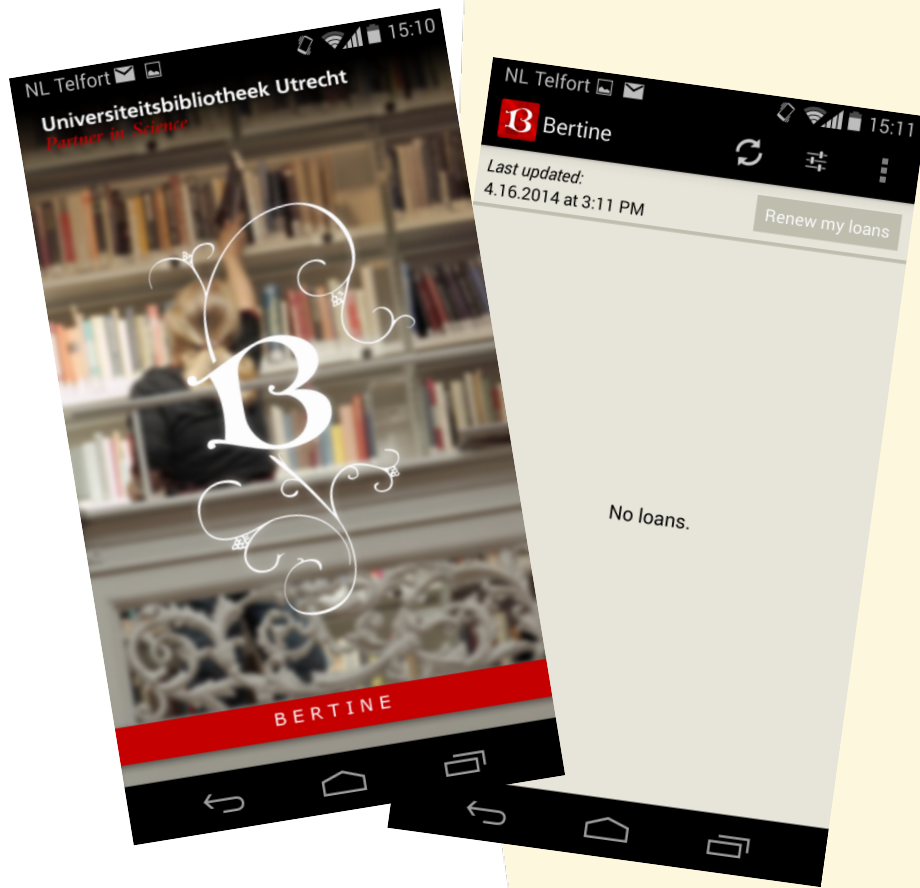 NL Telfort
15:10
Universiteitsbibliotheek Utrecht
Partner in Science
B
BERTINE
NL Telfort
15:11
B
Bertine
Last updated:
4.16.2014 at 3:11 PM
Renew my loans
No loans.